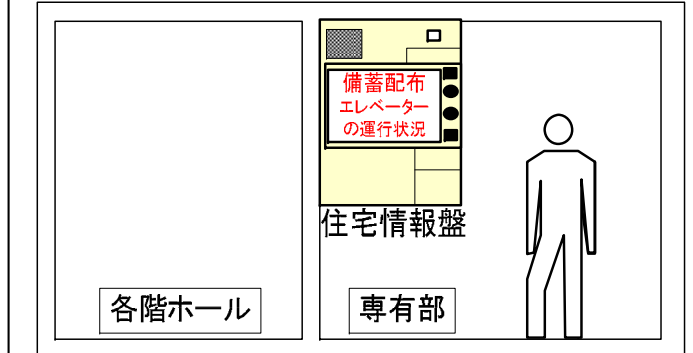 備蓄配布
エレベーター
の運行状況
住宅情報盤
各階ホール
専有部